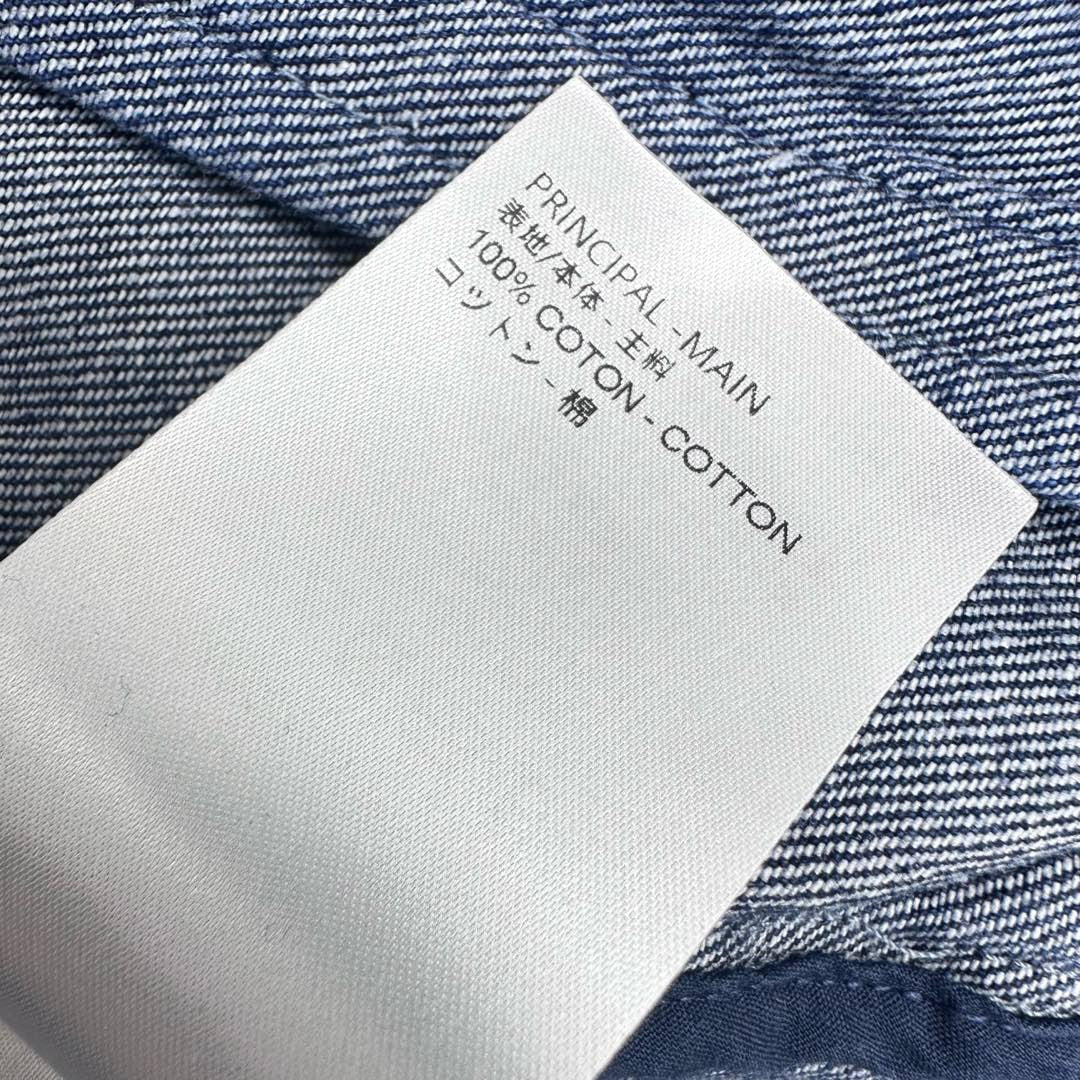 PRINCIPAL -MAIN
表地/本体 - 主料
100% COTON - COTTON
コットン - 棉